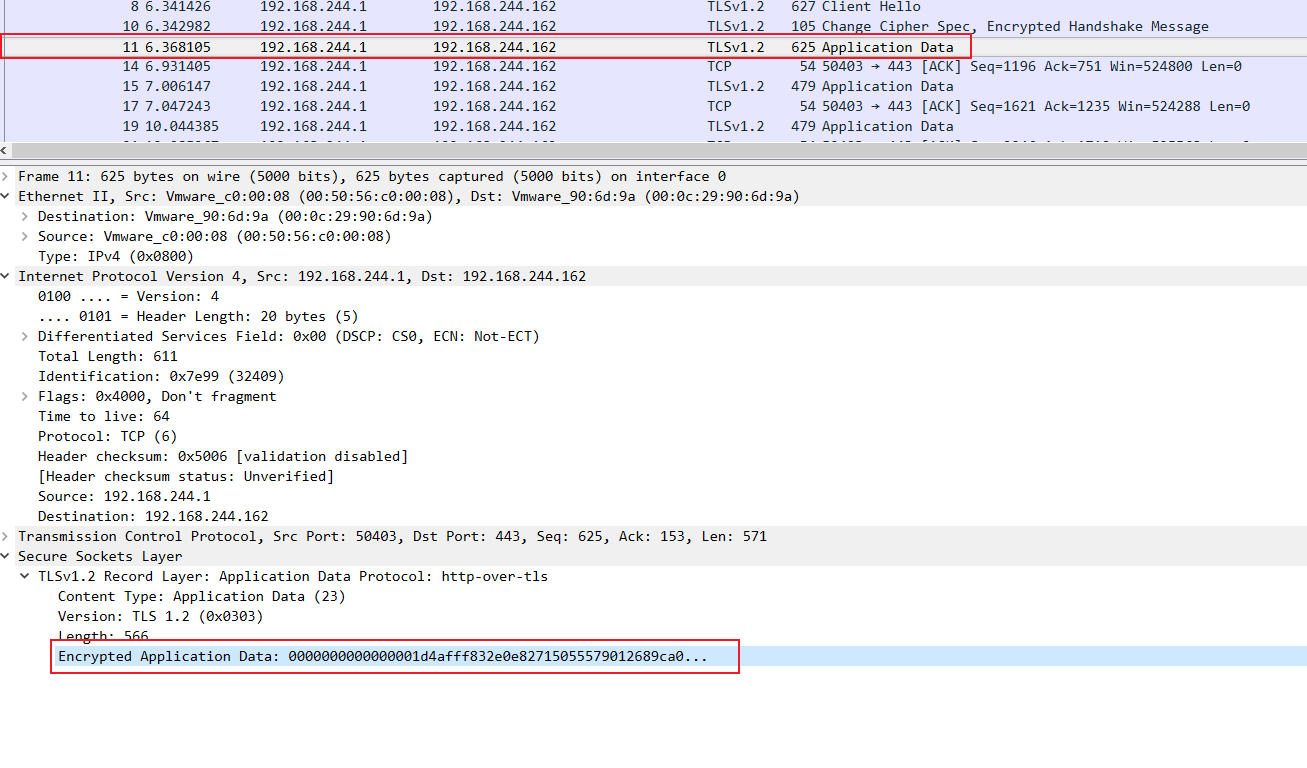 8 6.341426 192.168.244.1 192.168.244.162 TLSv1.2 627 Client Hello
10 6.342982 192.168.244.1 192.168.244.162 TLSv1.2 105 Change Cipher Spec, Encrypted Handshake Message
11 6.368105 192.168.244.1 192.168.244.162 TLSv1.2 625 Application Data
14 6.931405 192.168.244.1 192.168.244.162 TCP 54 50403 → 443 [ACK] Seq=1196 Ack=751 Win=524800 Len=0
15 7.006147 192.168.244.1 192.168.244.162 TLSv1.2 479 Application Data
17 7.047243 192.168.244.1 192.168.244.162 TCP 54 50403 → 443 [ACK] Seq=1621 Ack=1235 Win=524288 Len=0
19 10.044385 192.168.244.1 192.168.244.162 TLSv1.2 479 Application Data
Frame 11: 625 bytes on wire (5000 bits), 625 bytes captured (5000 bits) on interface 0
Ethernet II, Src: Vmware_c0:00:08 (00:50:56:c0:00:08), Dst: Vmware_90:6d:9a (00:0c:29:90:6d:9a)
Destination: Vmware_90:6d:9a (00:0c:29:90:6d:9a)
Source: Vmware_c0:00:08 (00:50:56:c0:00:08)
Type: IPv4 (0x0800)
Internet Protocol Version 4, Src: 192.168.244.1, Dst: 192.168.244.162
0100 .... = Version: 4
.... 0101 = Header Length: 20 bytes (5)
Differentiated Services Field: 0x00 (DSCP: CS0, ECN: Not-ECT)
Total Length: 611
Identification: 0x7e99 (32409)
Flags: 0x4000, Don't fragment
Time to live: 64
Protocol: TCP (6)
Header checksum: 0x5006 [validation disabled]
[Header checksum status: Unverified]
Source: 192.168.244.1
Destination: 192.168.244.162
Transmission Control Protocol, Src Port: 50403, Dst Port: 443, Seq: 625, Ack: 153, Len: 571
Secure Sockets Layer
TLSv1.2 Record Layer: Application Data Protocol: http-over-tls
Content Type: Application Data (23)
Version: TLS 1.2 (0x0303)
Length: 566
Encrypted Application Data: 0000000000000001d4afff832e0e82715055579012689ca0...